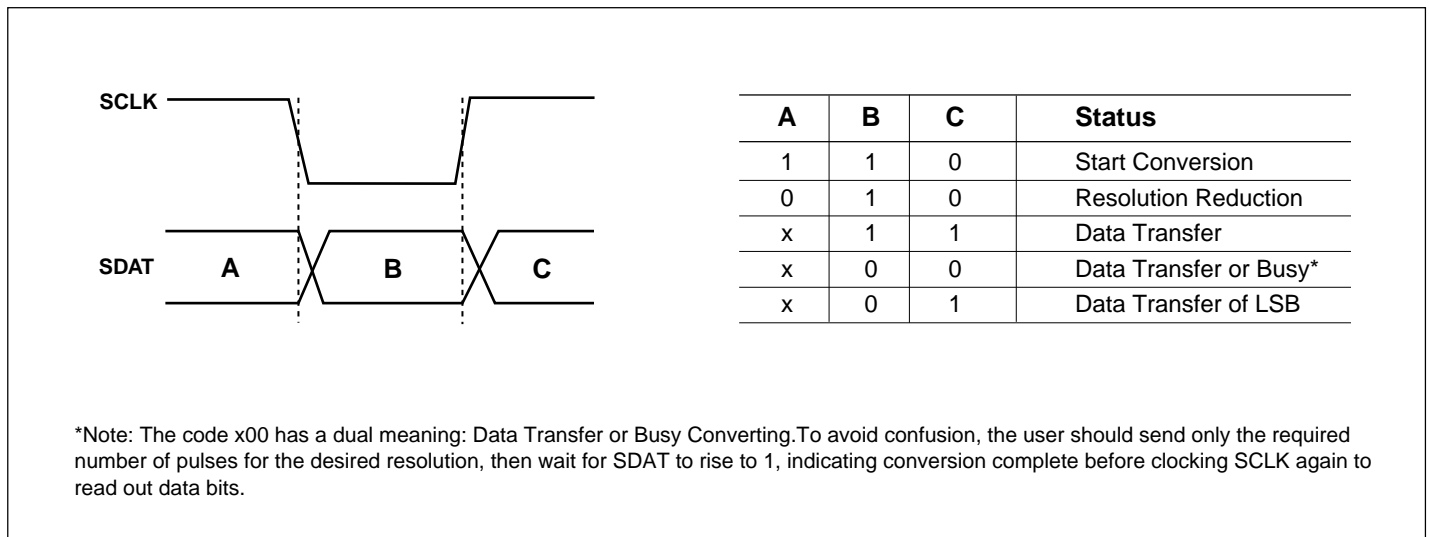 SCLK
SDAT
A
B
C
A B C Status
1 1 0 Start Conversion
0 1 0 Resolution Reduction
x 1 1 Data Transfer
x 0 0 Data Transfer or Busy*
x 0 1 Data Transfer of LSB
*Note: The code x00 has a dual meaning: Data Transfer or Busy Converting.To avoid confusion, the user should send only the required
number of pulses for the desired resolution, then wait for SDAT to rise to 1, indicating conversion complete before clocking SCLK again to
read out data bits.